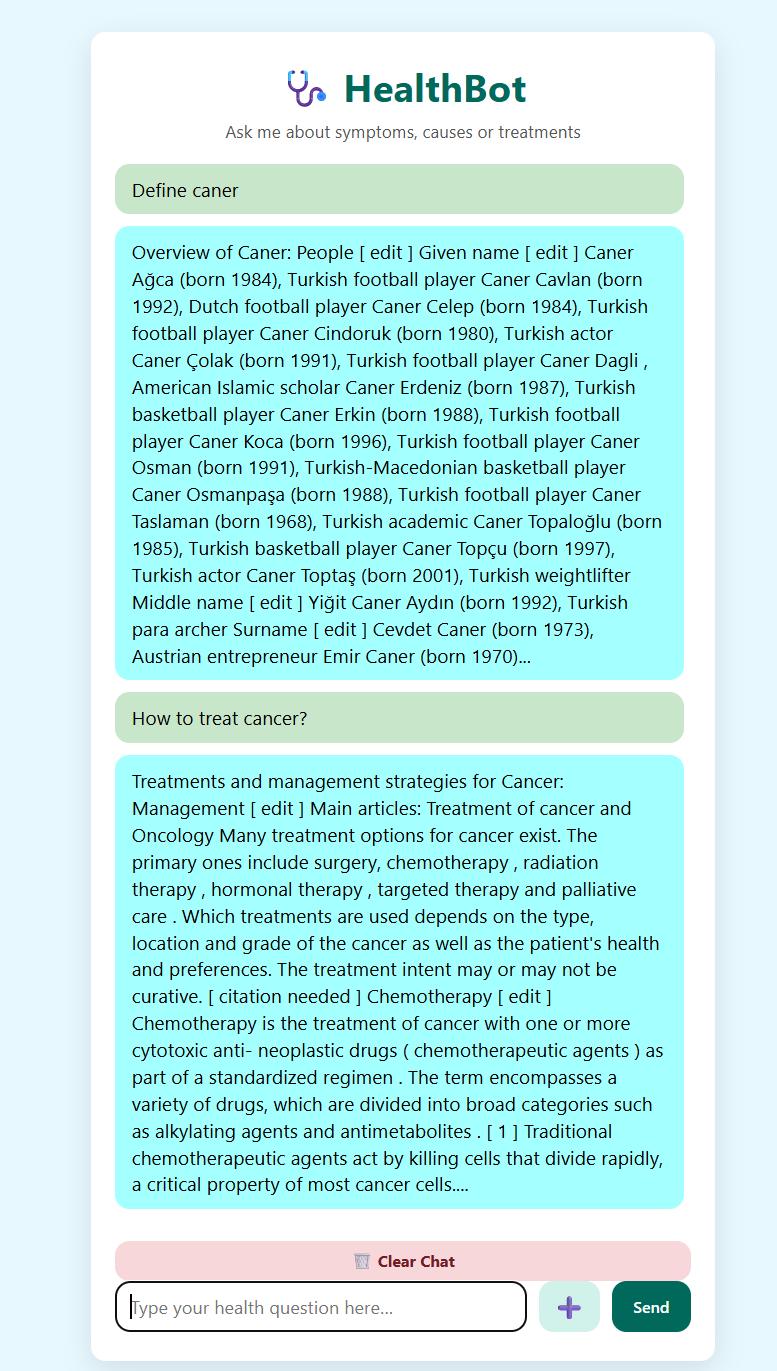 HealthBot
Ask me about symptoms, causes or treatments
Define caner
Overview of Caner: People [ edit ] Given name [ edit ] Caner
Ağca (born 1984), Turkish football player Caner Cavlan (born
1992), Dutch football player Caner Celep (born 1984), Turkish
football player Caner Cindoruk (born 1980), Turkish actor
Caner Çolak (born 1991), Turkish football player Caner Dagli ,
American Islamic scholar Caner Erdeniz (born 1987), Turkish
basketball player Caner Erkin (born 1988), Turkish football
player Caner Koca (born 1996), Turkish football player Caner
Osman (born 1991), Turkish-Macedonian basketball player
Caner Osmanpaşa (born 1988), Turkish football player Caner
Taslaman (born 1968), Turkish academic Caner Topaloğlu (born
1985), Turkish basketball player Caner Topçu (born 1997),
Turkish actor Caner Toptaş (born 2001), Turkish weightlifter
Middle name [ edit ] Yiğit Caner Aydın (born 1992), Turkish
para archer Surname [ edit ] Cevdet Caner (born 1973),
Austrian entrepreneur Emir Caner (born 1970)...
How to treat cancer?
Treatments and management strategies for Cancer:
Management [ edit ] Main articles: Treatment of cancer and
Oncology Many treatment options for cancer exist. The
primary ones include surgery, chemotherapy , radiation
therapy , hormonal therapy , targeted therapy and palliative
care . Which treatments are used depends on the type,
location and grade of the cancer as well as the patient's health
and preferences. The treatment intent may or may not be
curative. [ citation needed ] Chemotherapy [ edit ]
Chemotherapy is the treatment of cancer with one or more
cytotoxic anti- neoplastic drugs ( chemotherapeutic agents ) as
part of a standardized regimen . The term encompasses a
variety of drugs, which are divided into broad categories such
as alkylating agents and antimetabolites . [ 1 ] Traditional
chemotherapeutic agents act by killing cells that divide rapidly,
a critical property of most cancer cells....
Clear Chat
Type your health question here...
Send